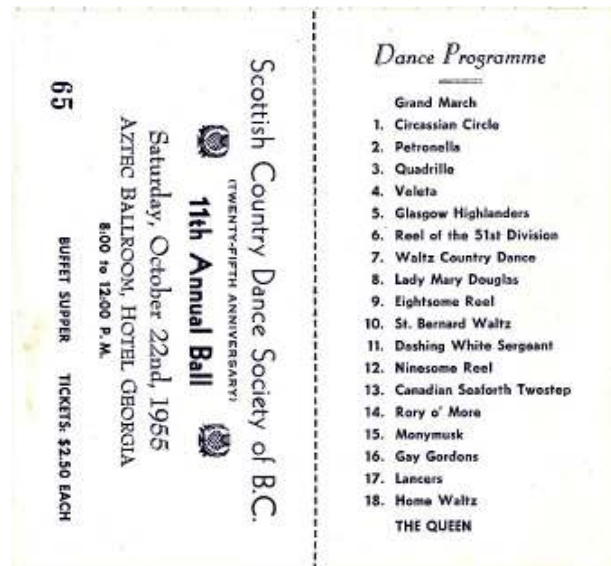 Scottish Country Dance Society of B.C.
(TWENTY-FIFTH ANNIVERSARY)
11th Annual Ball
Saturday, October 22nd, 1955
AZTEC BALLROOM, HOTEL GEORGIA
8:00 to 12:00 P.M.
BUFFET SUPPER TICKETS: $2.50 EACH
65
Dance Programme
Grand March
1. Circassian Circle
2. Petronella
3. Quadrille
4. Veleta
5. Glasgow Highlanders
6. Reel of the 51st Division
7. Waltz Country Dance
8. Lady Mary Douglas
9. Eightsome Reel
10. St. Bernard Waltz
11. Dashing White Sergeant
12. Ninesome Reel
13. Canadian Seaforth Twostep
14. Rory o' More
15. Monymusk
16. Gay Gordons
17. Lancers
18. Home Waltz
THE QUEEN